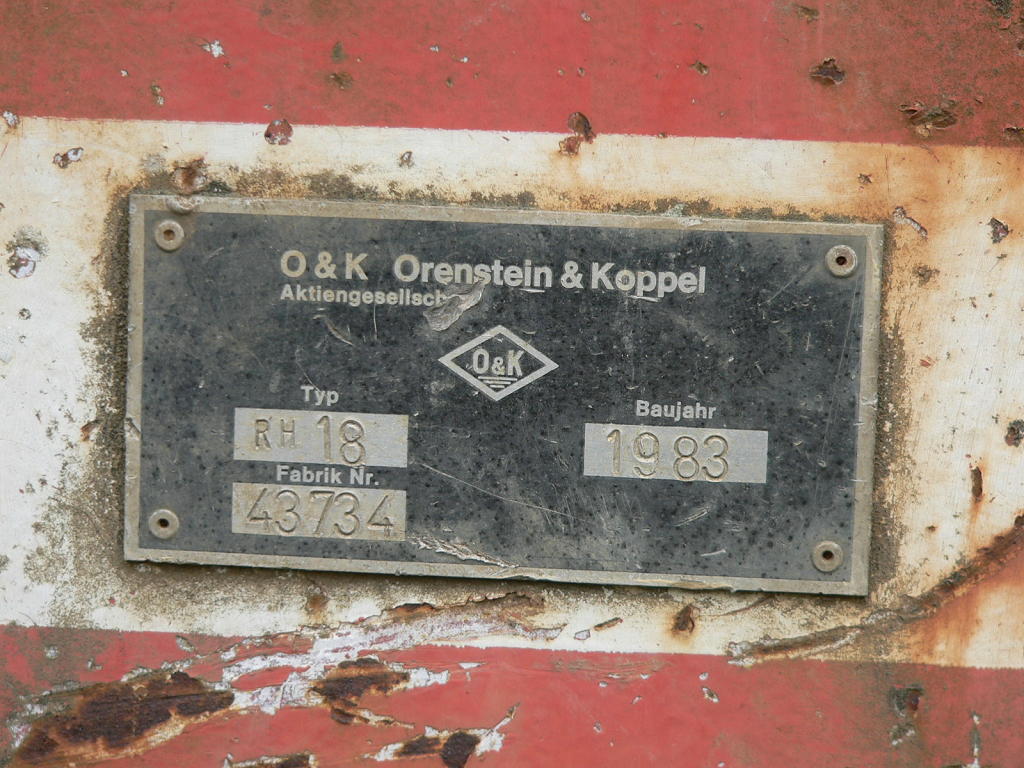 O & K Orenstein & Koppel
Aktiengesellsch
O&K
Typ
RH 18
Fabrik Nr.
43734
Baujahr
1983